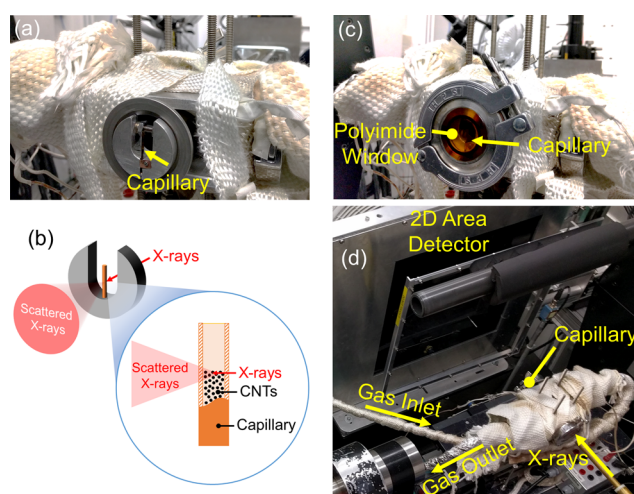 (a)
Capillary
(c)
Polyimide
Window
Capillary
(b)
X-rays
Scattered
X-rays
Scattered
X-rays
X-rays
CNTs
Capillary
2D Area
Detector
(d)
Capillary
Gas Inlet
Gas Outlet
X-rays